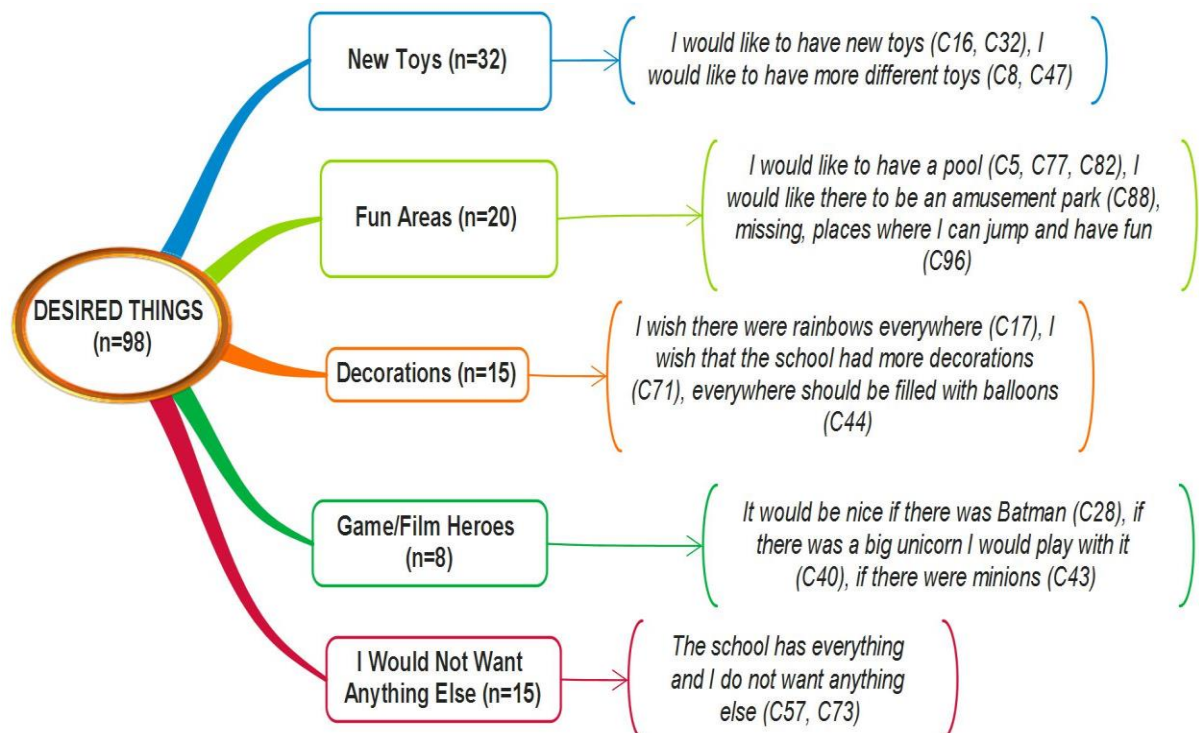 DESIRED THINGS
(n=98)
New Toys (n=32)
I would like to have new toys (C16, C32), I
would like to have more different toys (C8, C47)
Fun Areas (n=20)
I would like to have a pool (C5, C77, C82), I
would like there to be an amusement park (C88),
missing, places where I can jump and have fun
(C96)
Decorations (n=15)
I wish there were rainbows everywhere (C17), I
wish that the school had more decorations
(C71), everywhere should be filled with balloons
(C44)
Game/Film Heroes
(n=8)
It would be nice if there was Batman (C28), if
there was a big unicorn I would play with it
(C40), if there were minions (C43)
I Would Not Want
Anything Else (n=15)
The school has everything
and I do not want anything
else (C57, C73)